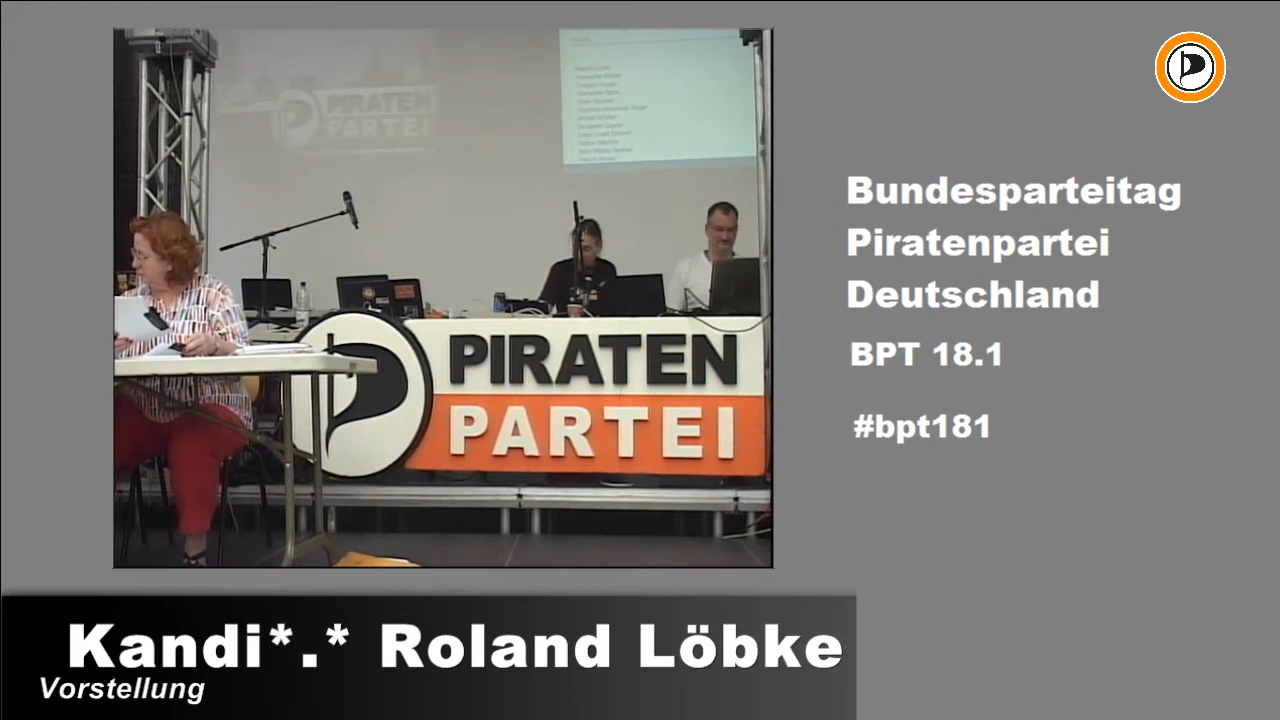 PIRATEN
PARTEI
PIRATEN
PARTEI
Bundesparteitag
Piratenpartei
Deutschland
BPT 18.1
#bpt181
Kandi*.* Roland Löbke
Vorstellung